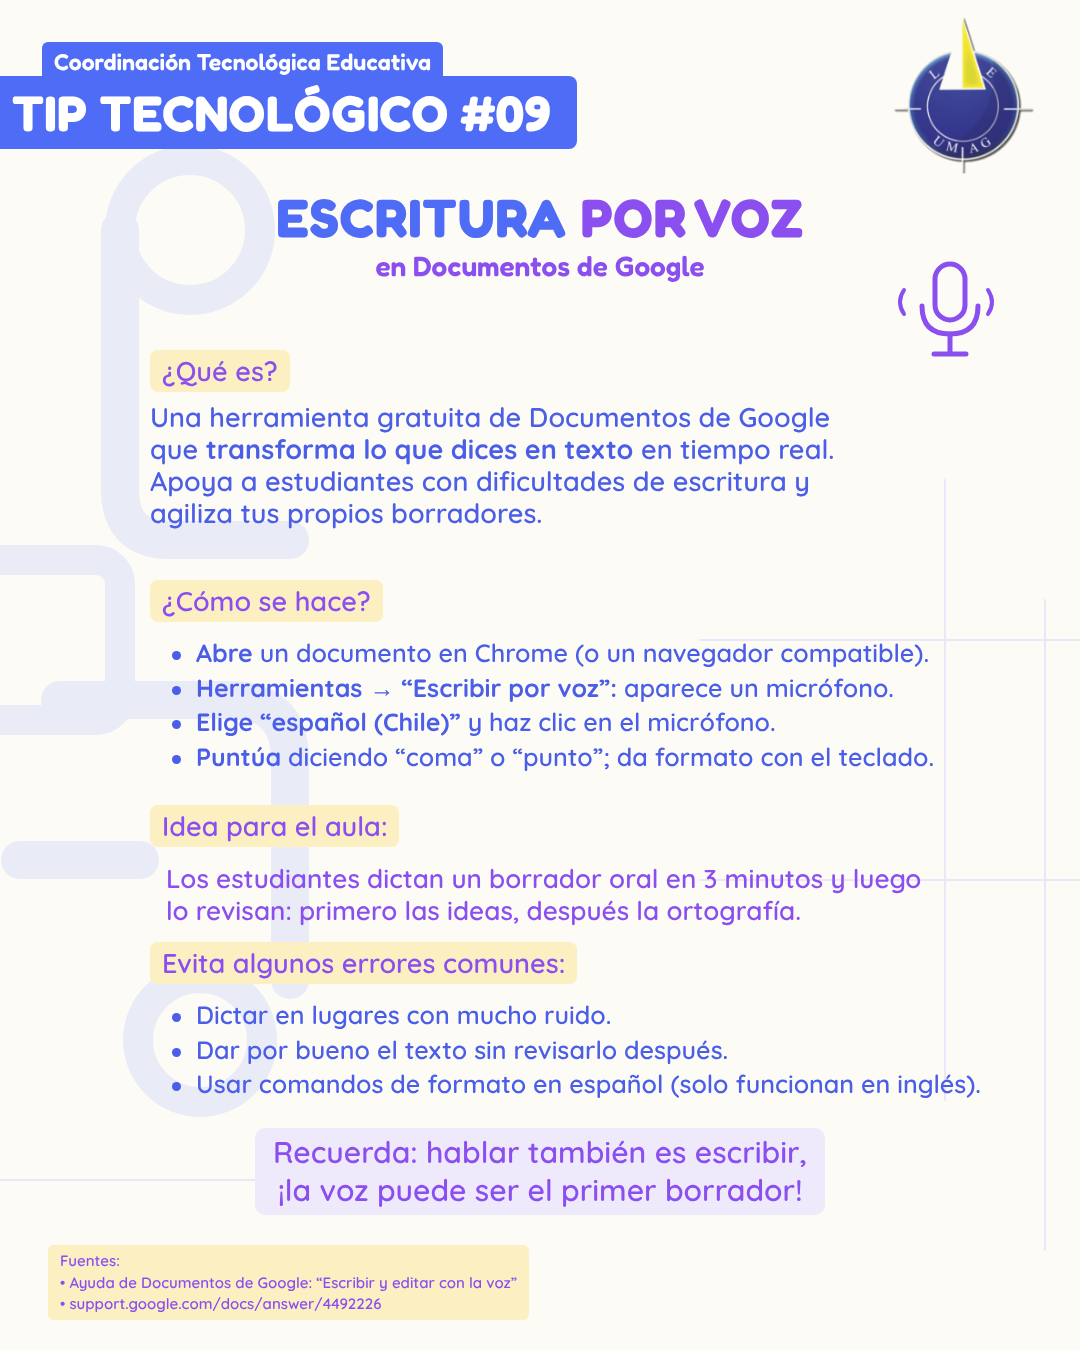 Coordinación Tecnológica Educativa
TIP TECNOLÓGICO #09
L E
UMAG
ESCRITURA POR VOZ
en Documentos de Google
¿Qué es?
Una herramienta gratuita de Documentos de Google
que transforma lo que dices en texto en tiempo real.
Apoya a estudiantes con dificultades de escritura y
agiliza tus propios borradores.
¿Cómo se hace?
• Abre un documento en Chrome (o un navegador compatible).
• Herramientas → “Escribir por voz”: aparece un micrófono.
• Elige “español (Chile)” y haz clic en el micrófono.
• Puntúa diciendo “coma” o “punto”; da formato con el teclado.
Idea para el aula:
Los estudiantes dictan un borrador oral en 3 minutos y luego
lo revisan: primero las ideas, después la ortografía.
Evita algunos errores comunes:
• Dictar en lugares con mucho ruido.
• Dar por bueno el texto sin revisarlo después.
• Usar comandos de formato en español (solo funcionan en inglés).
Recuerda: hablar también es escribir,
¡la voz puede ser el primer borrador!
Fuentes:
• Ayuda de Documentos de Google: “Escribir y editar con la voz”
• support.google.com/docs/answer/4492226